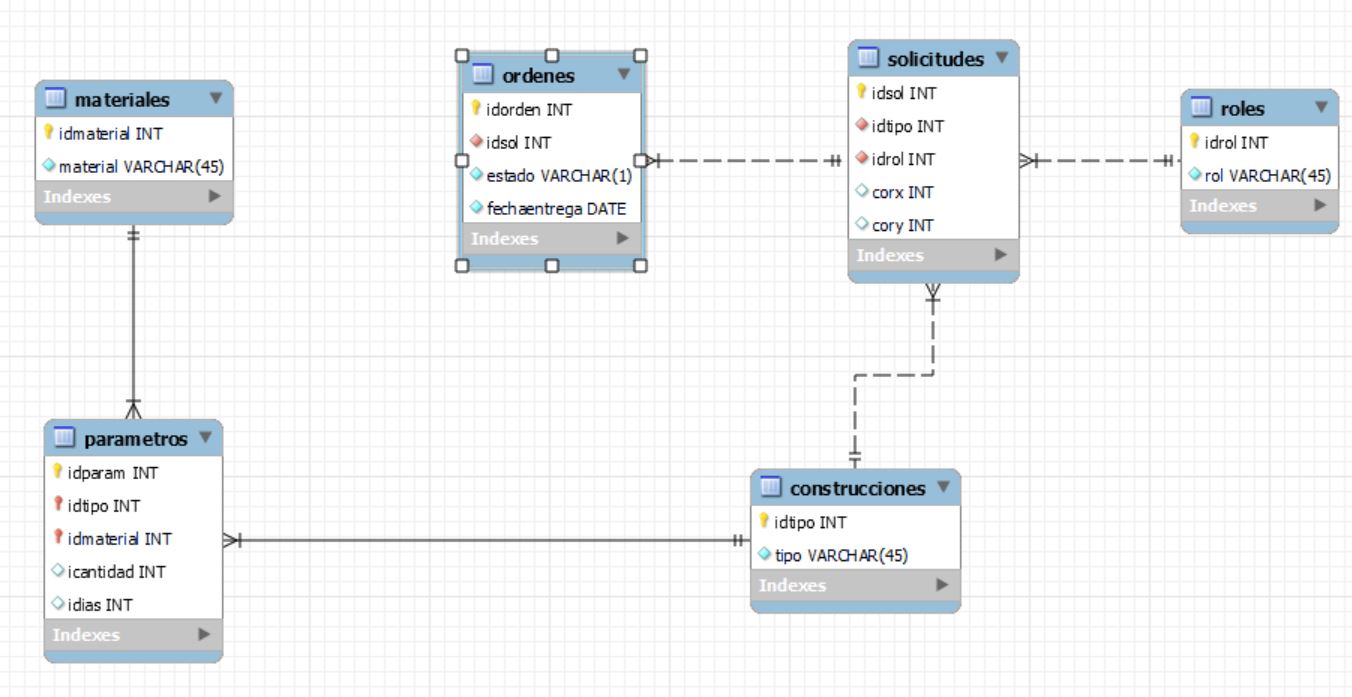 materiales
idmaterial INT
material VARCHAR(45)
Indexes
ordenes
idorden INT
idsol INT
estado VARCHAR(1)
fechaentrega DATE
Indexes
solicitudes
idsol INT
idtipo INT
idrol INT
corx INT
cory INT
Indexes
roles
idrol INT
rol VARCHAR(45)
Indexes
parametros
idparam INT
idtipo INT
idmaterial INT
icantidad INT
idias INT
Indexes
construcciones
idtipo INT
tipo VARCHAR(45)
Indexes